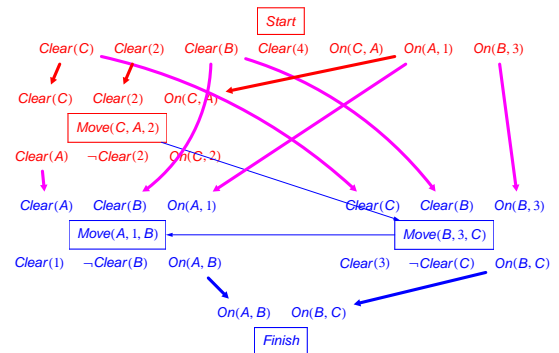 Start
Clear(C) Clear(2) Clear(B) Clear(4) On(C, A) On(A, 1) On(B, 3)
Clear(C) Clear(2) On(C, A)
Move(C, A, 2)
Clear(A) ¬Clear(2) On(C, 2)
Clear(A) Clear(B) On(A, 1) Clear(C) Clear(B) On(B, 3)
Move(A, 1, B) Move(B, 3, C)
Clear(1) ¬Clear(B) On(A, B) Clear(3) ¬Clear(C) On(B, C)
On(A, B) On(B, C)
Finish